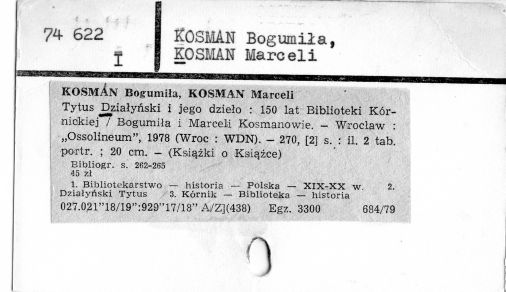 74 622
I
KOSMAN Bogumiła,
KOSMAN Marceli
KOSMAN Bogumiła, KOSMAN Marceli
Tytus Działyński i jego dzieło : 150 lat Biblioteki Kór-
nickiej / Bogumiła i Marceli Kosmanowie. — Wrocław :
„Ossolineum”, 1978 (Wroc : WDN). — 270, [2] s. : il. 2 tab.
portr. ; 20 cm. — (Książki o Książce)
Bibliogr. s. 262-265
45 zł
1. Bibliotekarstwo — historia — Polska — XIX-XX w. 2.
Działyński Tytus / 3. Kórnik — Biblioteka — historia
027.021"18/19":929"17/18" A/Z](438) Egz. 3300 684/79